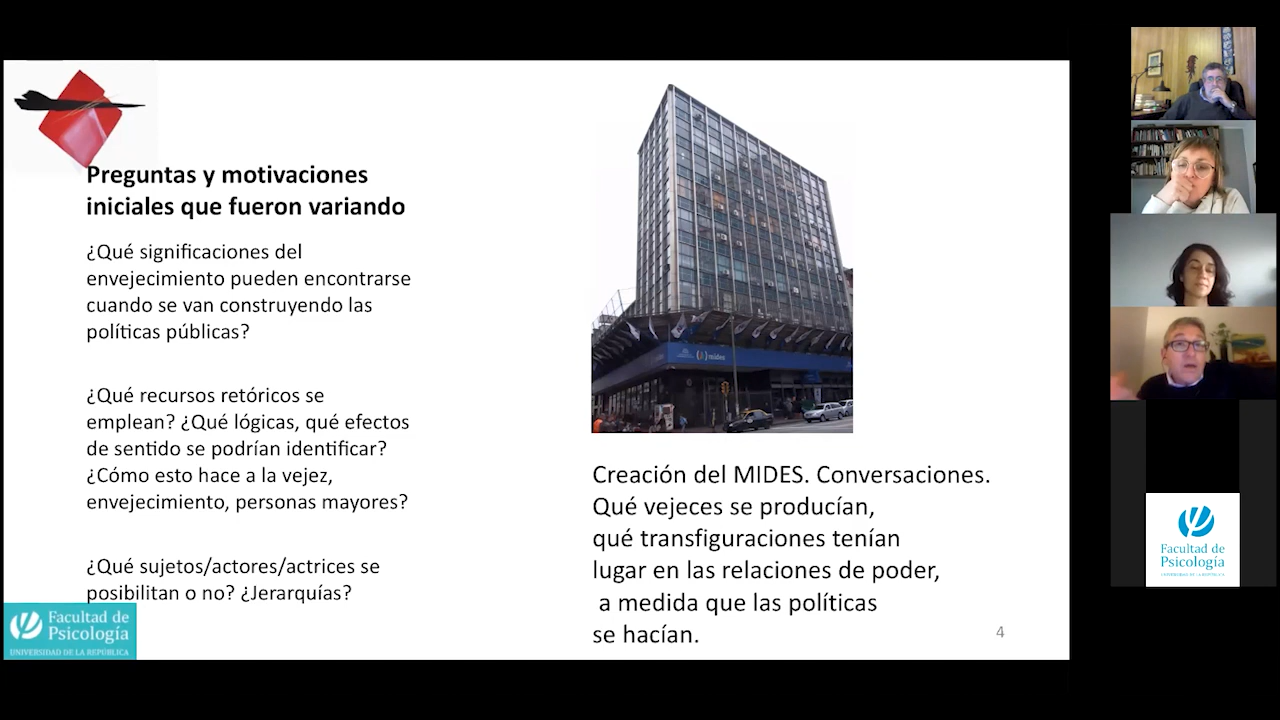 Preguntas y motivaciones
iniciales que fueron variando
¿Qué significaciones del
envejecimiento pueden encontrarse
cuando se van construyendo las
políticas públicas?
¿Qué recursos retóricos se
emplean? ¿Qué lógicas, qué efectos
de sentido se podrían identificar?
¿Cómo esto hace a la vejez,
envejecimiento, personas mayores?
¿Qué sujetos/actores/actrices se
posibilitan o no? ¿Jerarquías?
Facultad de
Psicología
UNIVERSIDAD DE LA REPÚBLICA
mides
Creación del MIDES. Conversaciones.
Qué vejeces se producían,
qué transfiguraciones tenían
lugar en las relaciones de poder,
a medida que las políticas
se hacían.
4
Facultad de
Psicología
UNIVERSIDAD DE LA REPÚBLICA